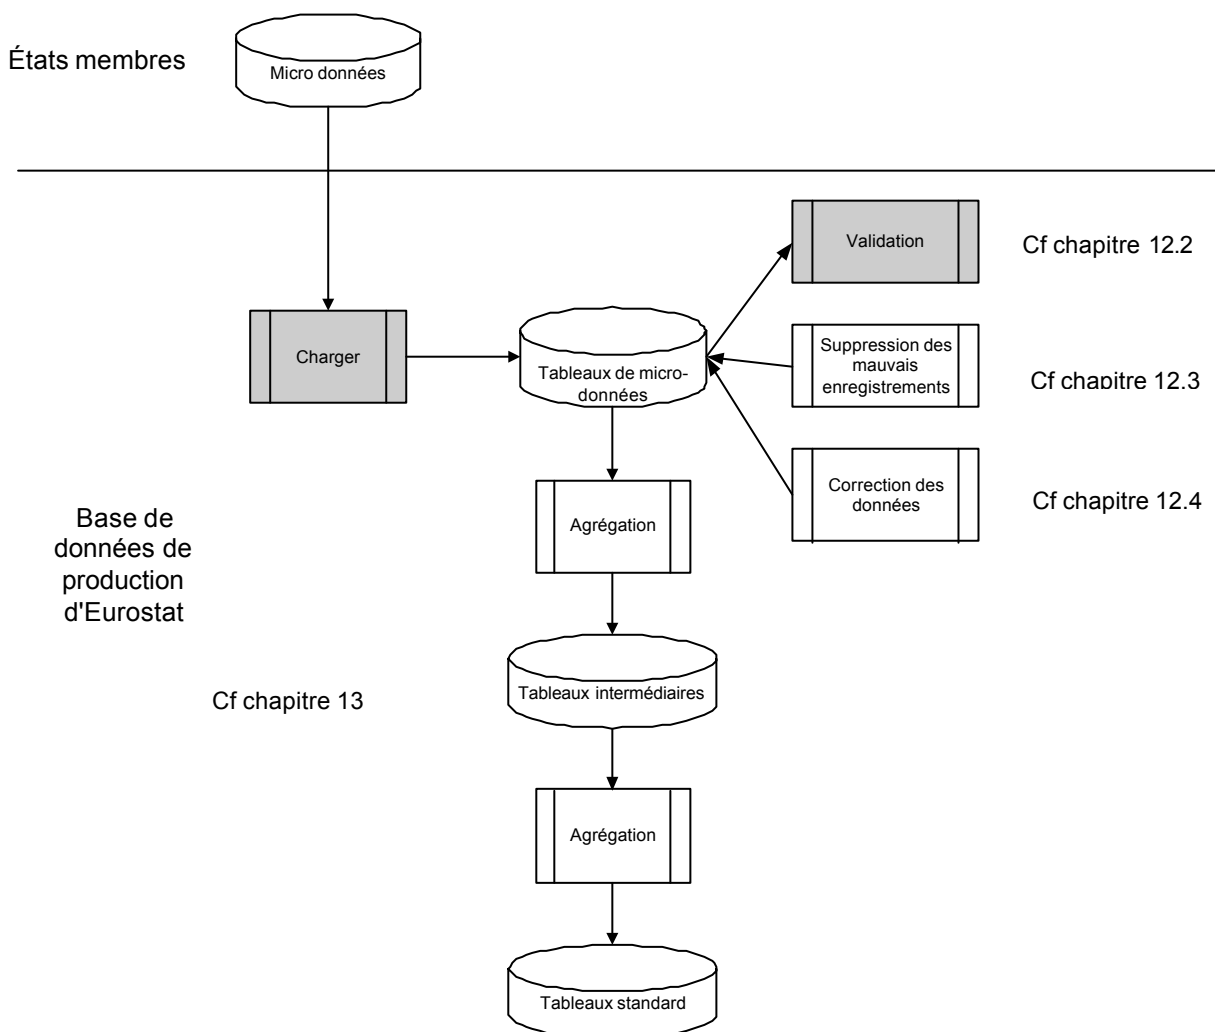 États membres
Micro données
Validation
Cf chapitre 12.2
Charger
Tableaux de micro-
données
Suppression des
mauvais
enregistrements
Cf chapitre 12.3
Correction des
données
Cf chapitre 12.4
Agrégation
Base de
données de
production
d'Eurostat
Tableaux intermédiaires
Cf chapitre 13
Agrégation
Tableaux standard